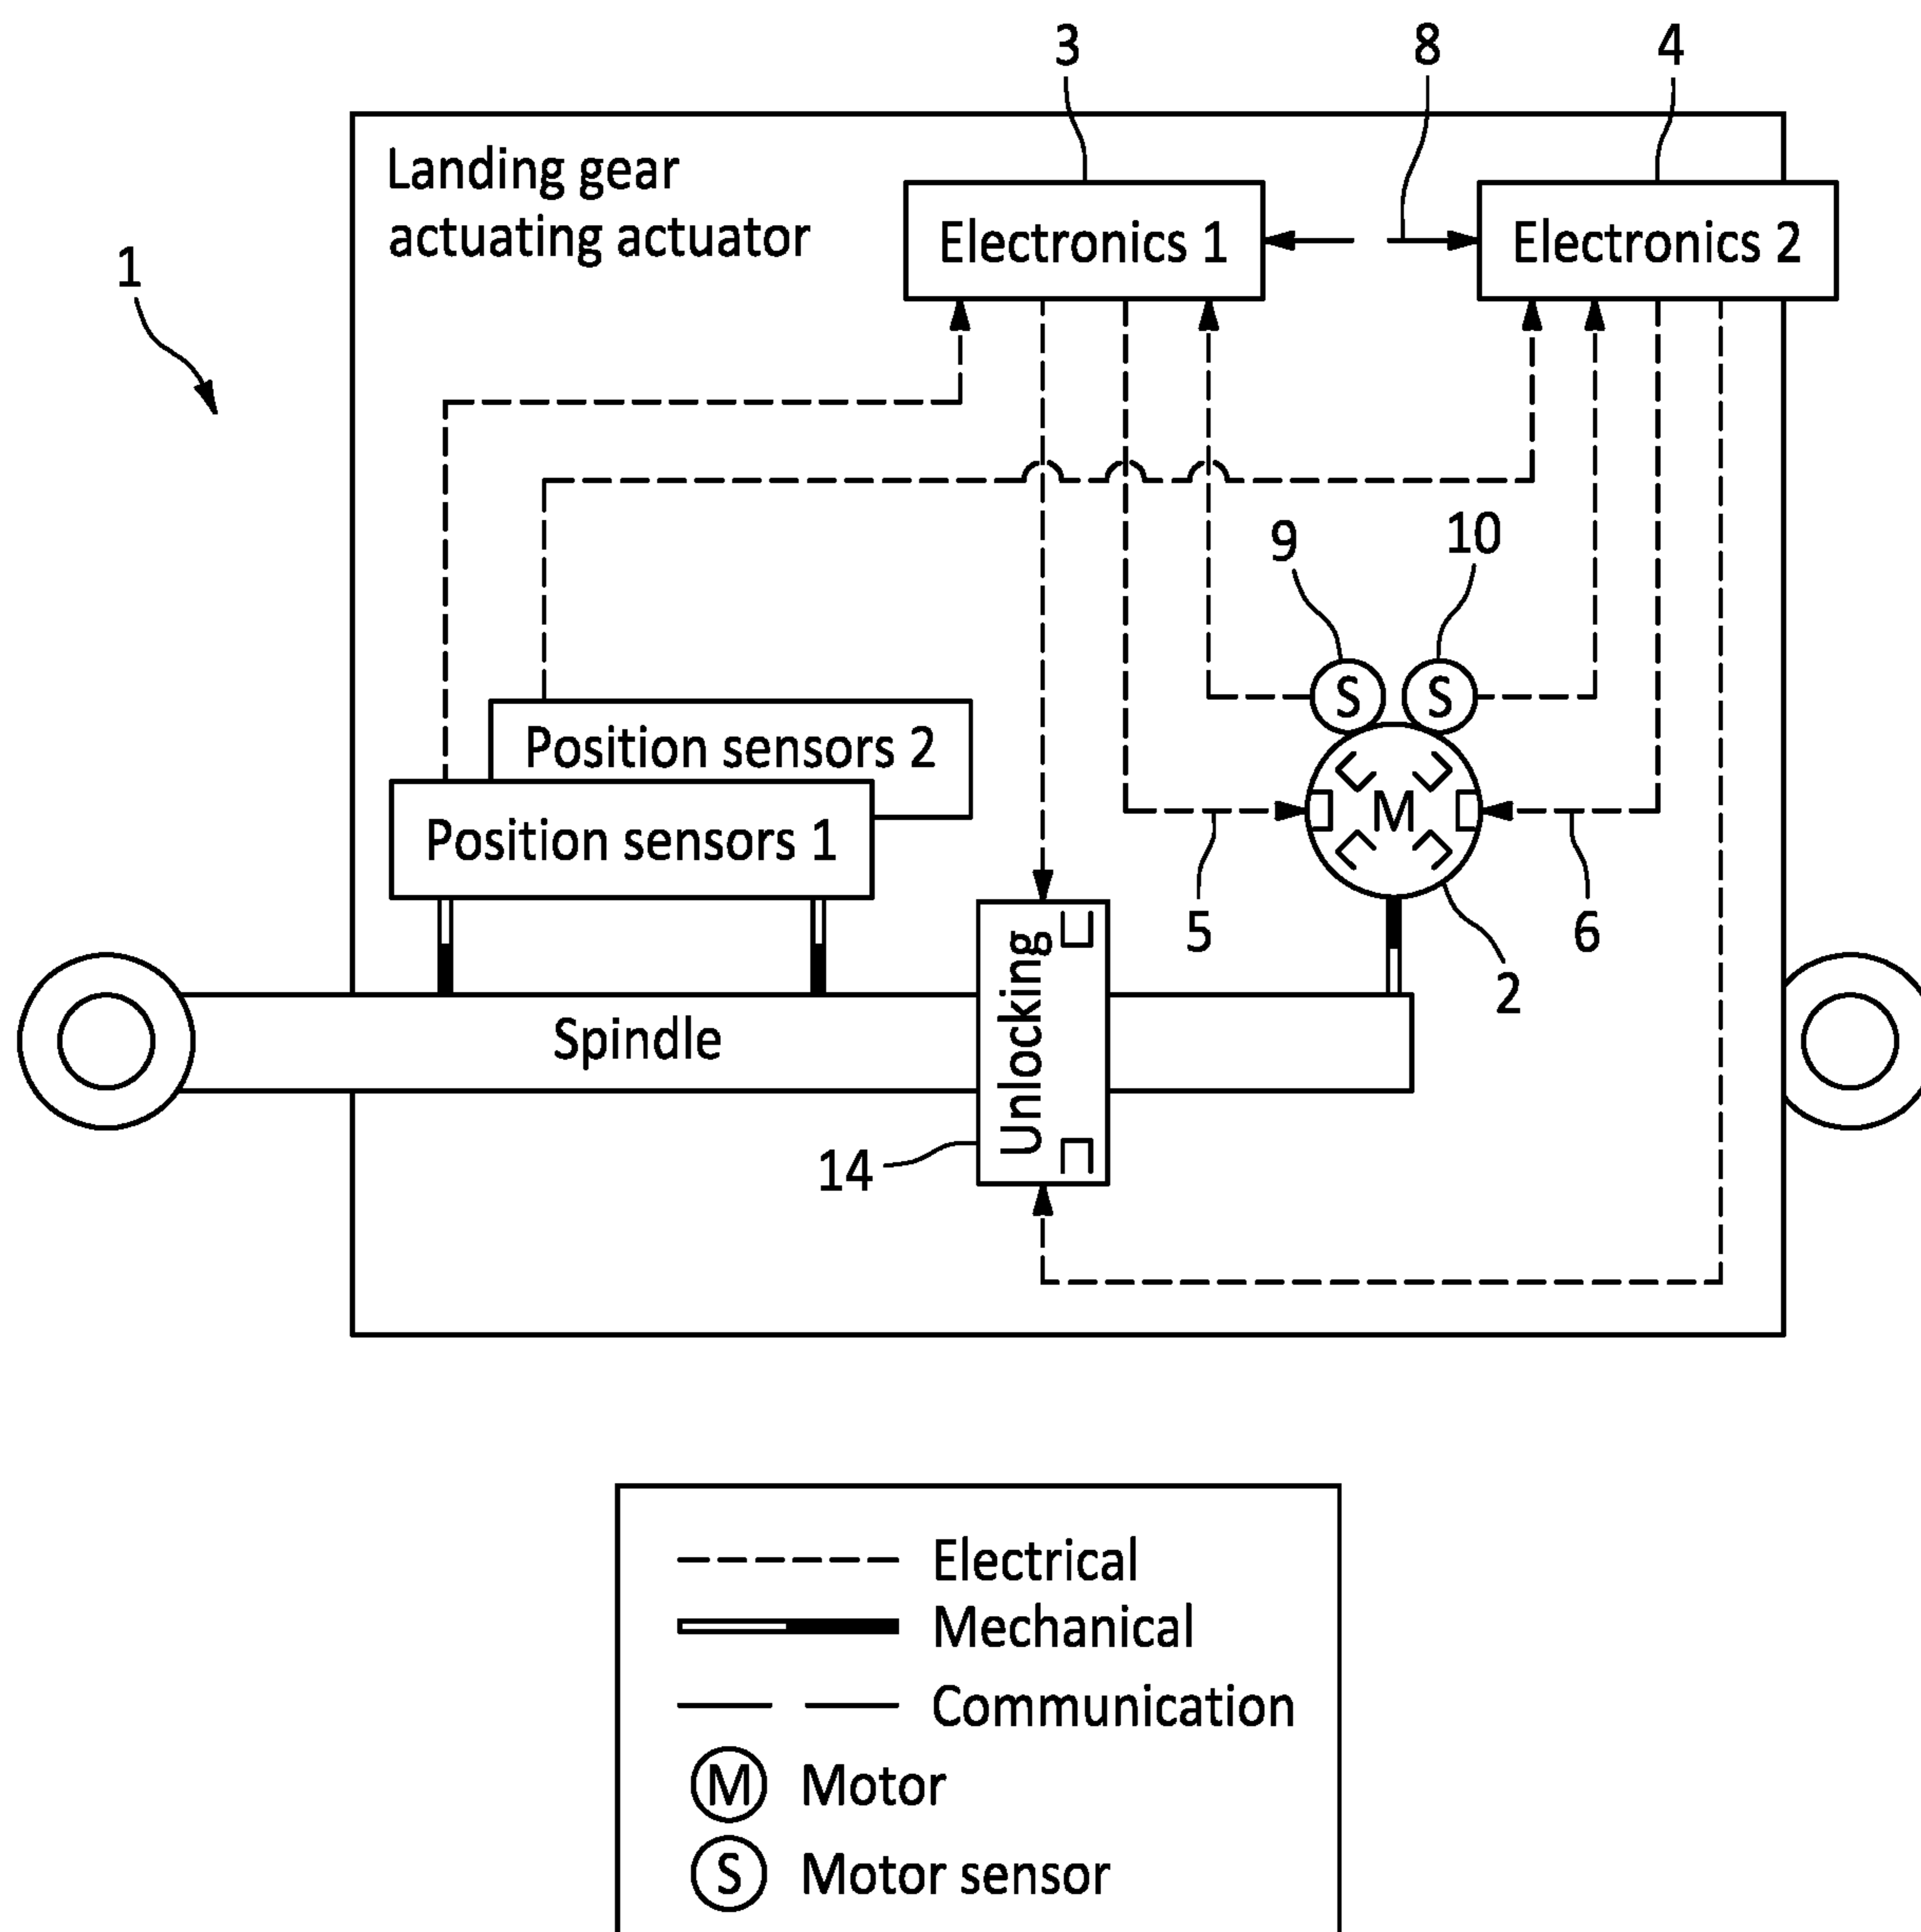 3
8
4
Landing gear
actuating actuator
Electronics 1
Electronics 2
1
9
10
S
S
Position sensors 2
M
Position sensors 1
5
6
2
Unlocking
Spindle
14
Electrical
Mechanical
Communication
M Motor
S Motor sensor